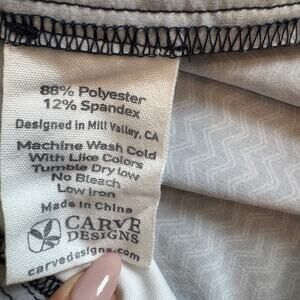 88% Polyester
12% Spandex
Designed in Mill Valley, CA
Machine Wash Cold
With Like Colors
Tumble Dry low
No Bleach
Low iron
Made in China
CARVE
DESIGNS
carvedesigns.com